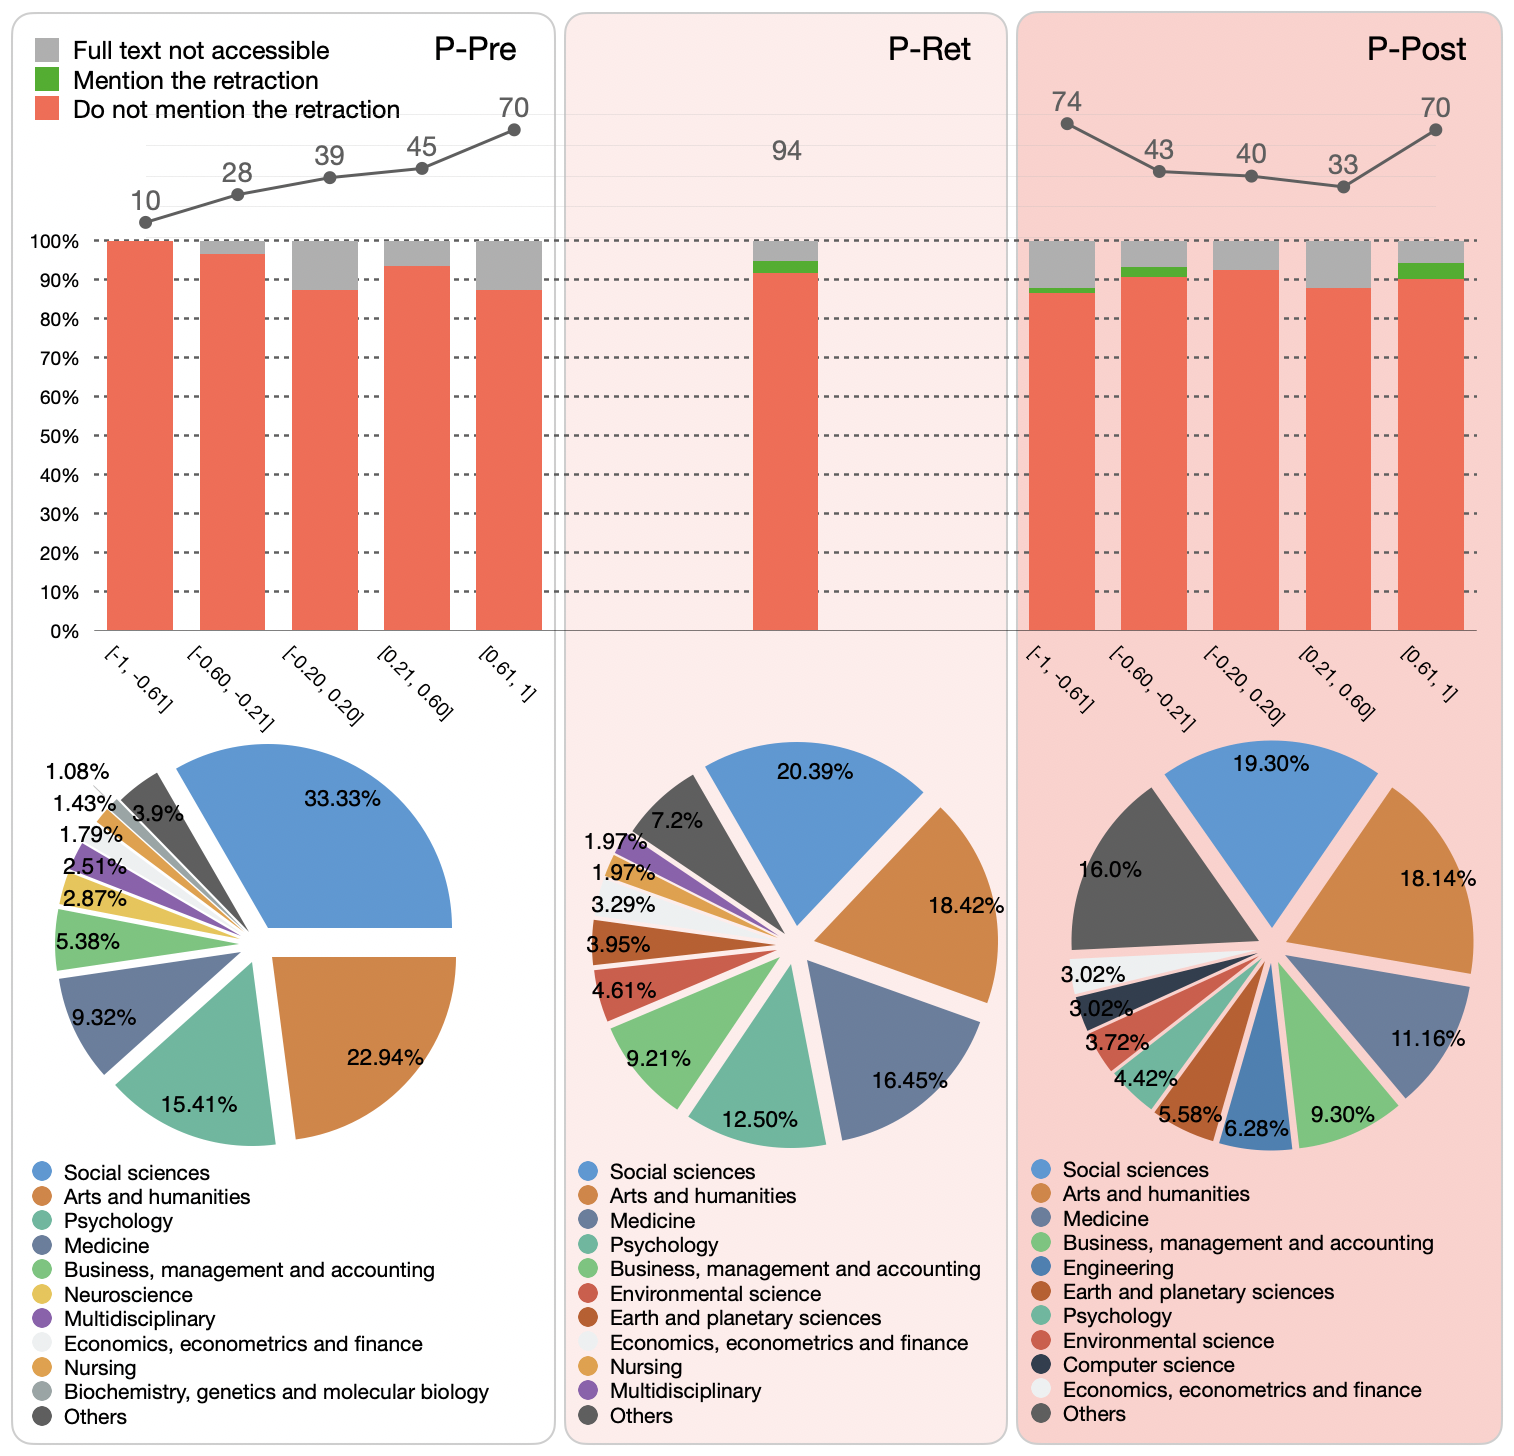 Full text not accessible
Mention the retraction
Do not mention the retraction
P-Pre
10
28
39
45
70
P-Ret
94
P-Post
74
43
40
33
70
100%
90%
80%
70%
60%
50%
40%
30%
20%
10%
0%
[-1, -0.61]
[-0.60, -0.21]
[-0.20, 0.20]
[0.21, 0.60]
[0.61, 1]
[-1, -0.61]
[-0.60, -0.21]
[-0.20, 0.20]
[0.21, 0.60]
[0.61, 1]
33.33%
22.94%
15.41%
9.32%
5.38%
2.87%
2.51%
1.79%
1.43%
1.08%
3.9%
Social sciences
Arts and humanities
Psychology
Medicine
Business, management and accounting
Neuroscience
Multidisciplinary
Economics, econometrics and finance
Nursing
Biochemistry, genetics and molecular biology
Others
20.39%
18.42%
16.45%
12.50%
9.21%
4.61%
3.95%
3.29%
1.97%
1.97%
7.2%
Social sciences
Arts and humanities
Medicine
Psychology
Business, management and accounting
Environmental science
Earth and planetary sciences
Economics, econometrics and finance
Nursing
Multidisciplinary
Others
19.30%
18.14%
11.16%
9.30%
6.28%
5.58%
4.42%
3.72%
3.02%
3.02%
16.0%
Social sciences
Arts and humanities
Medicine
Business, management and accounting
Engineering
Earth and planetary sciences
Psychology
Environmental science
Computer science
Economics, econometrics and finance
Others